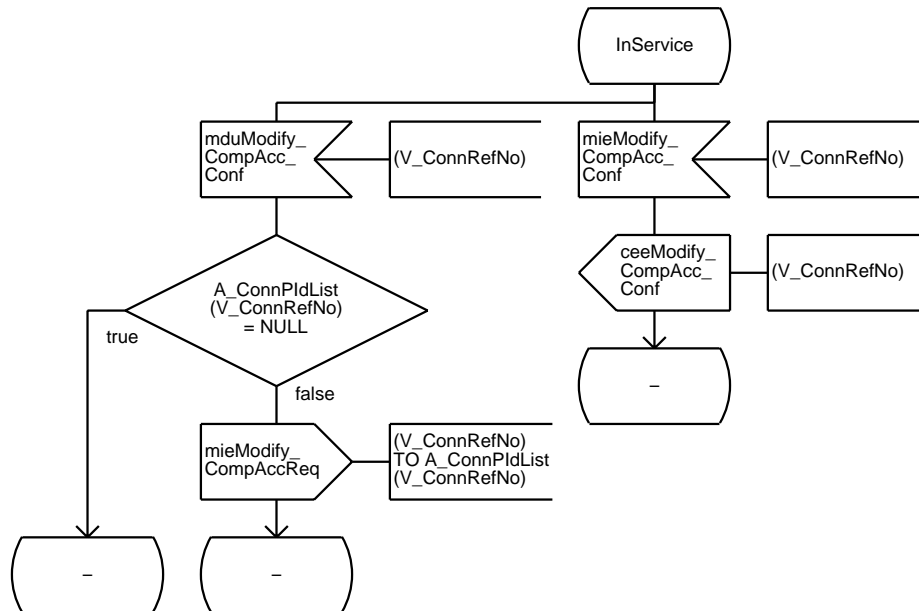 InService
mduModify_
CompAcc_
Conf
(V_ConnRefNo)
mieModify_
CompAcc_
Conf
(V_ConnRefNo)
A_ConnPIdList
(V_ConnRefNo)
= NULL
ceeModify_
CompAcc_
Conf
(V_ConnRefNo)
true
false
–
mieModify_
CompAccReq
(V_ConnRefNo)
TO A_ConnPIdList
(V_ConnRefNo)
–
–